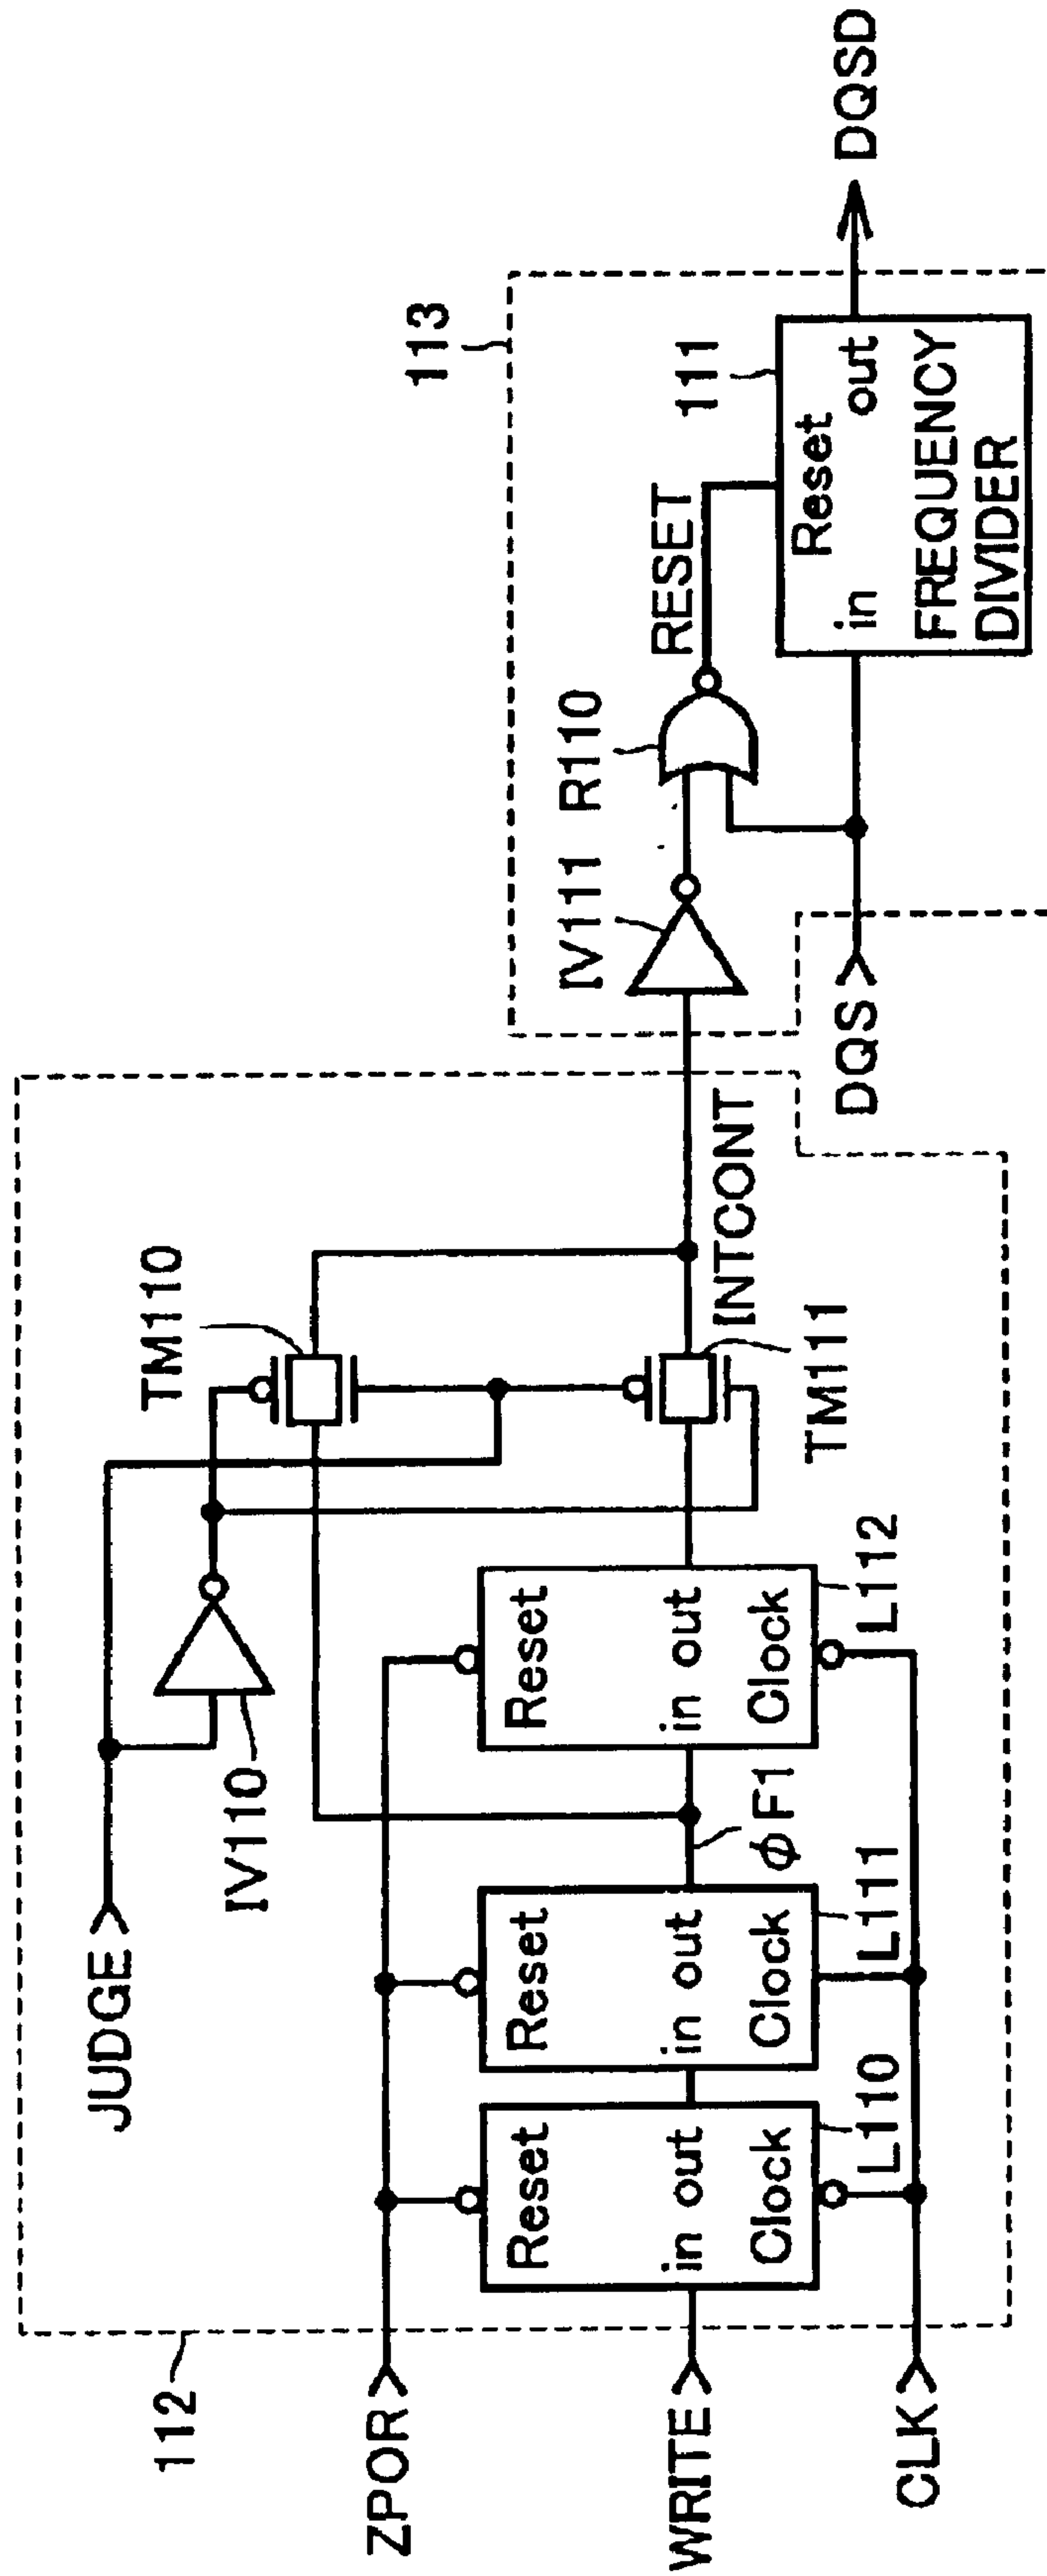 112
JUDGE
IV110
TM110
ZPOR
Reset
in out
Clock
L110
Reset
in out
Clock
L111
φF1
Reset
in out
Clock
L112
TM111
INTCONT
WRITE
CLK
113
IV111
R110
RESET
111
Reset
in
out
FREQUENCY
DIVIDER
DQS
DQSD